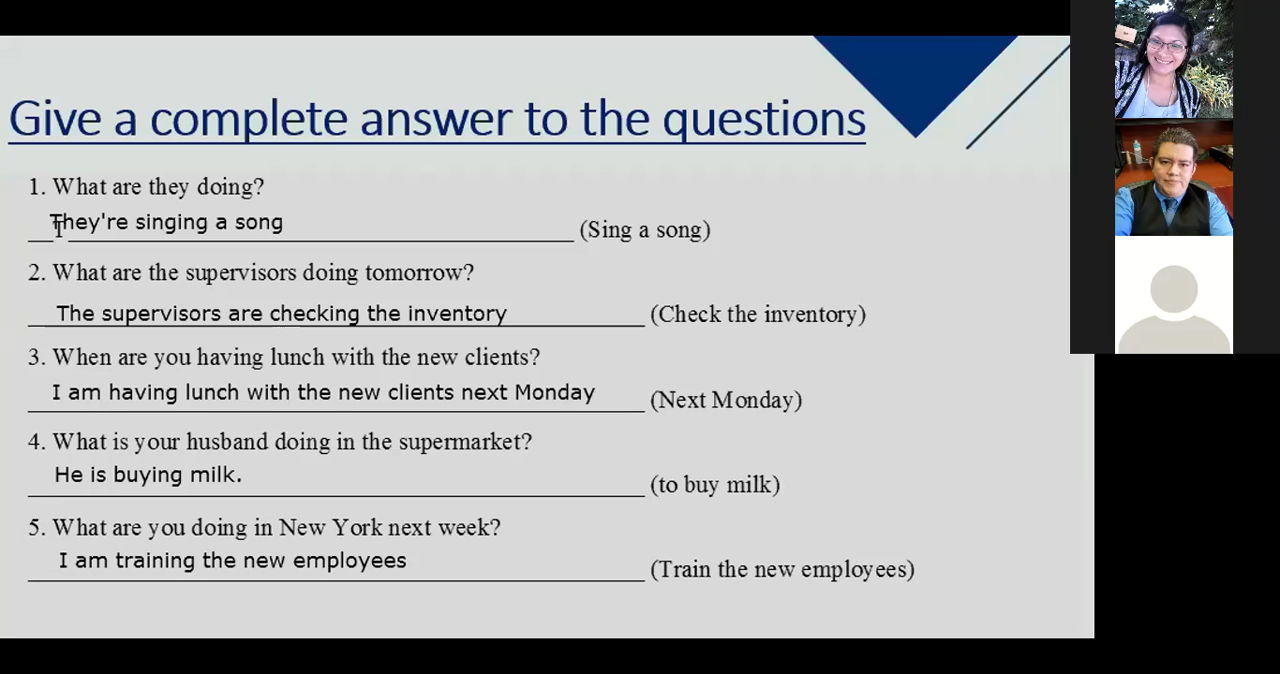 Give a complete answer to the questions
1. What are they doing?
They're singing a song (Sing a song)
2. What are the supervisors doing tomorrow?
The supervisors are checking the inventory (Check the inventory)
3. When are you having lunch with the new clients?
I am having lunch with the new clients next Monday (Next Monday)
4. What is your husband doing in the supermarket?
He is buying milk. (to buy milk)
5. What are you doing in New York next week?
I am training the new employees (Train the new employees)